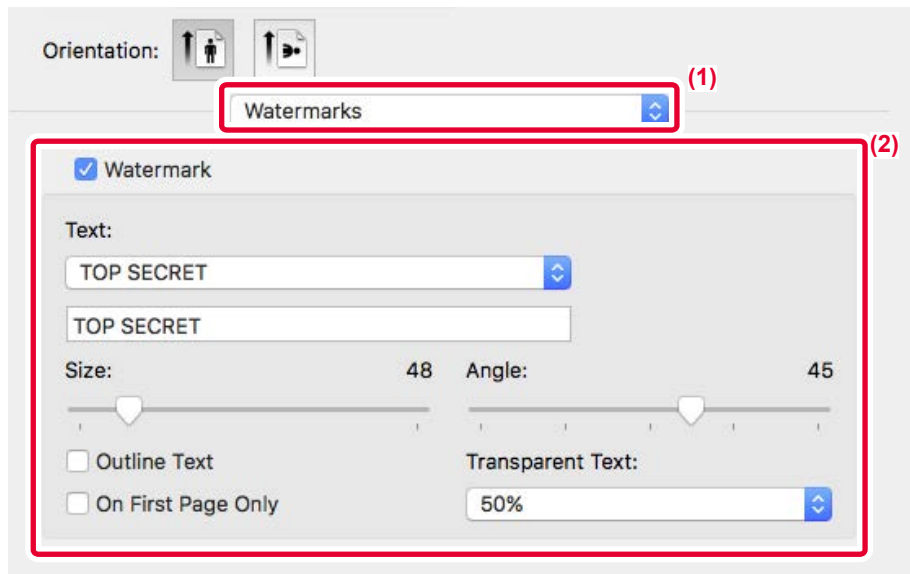 Orientation:
(1)
Watermarks
(2)
Watermark
Text:
TOP SECRET
TOP SECRET
Size: 48 Angle: 45
Outline Text Transparent Text:
On First Page Only 50%